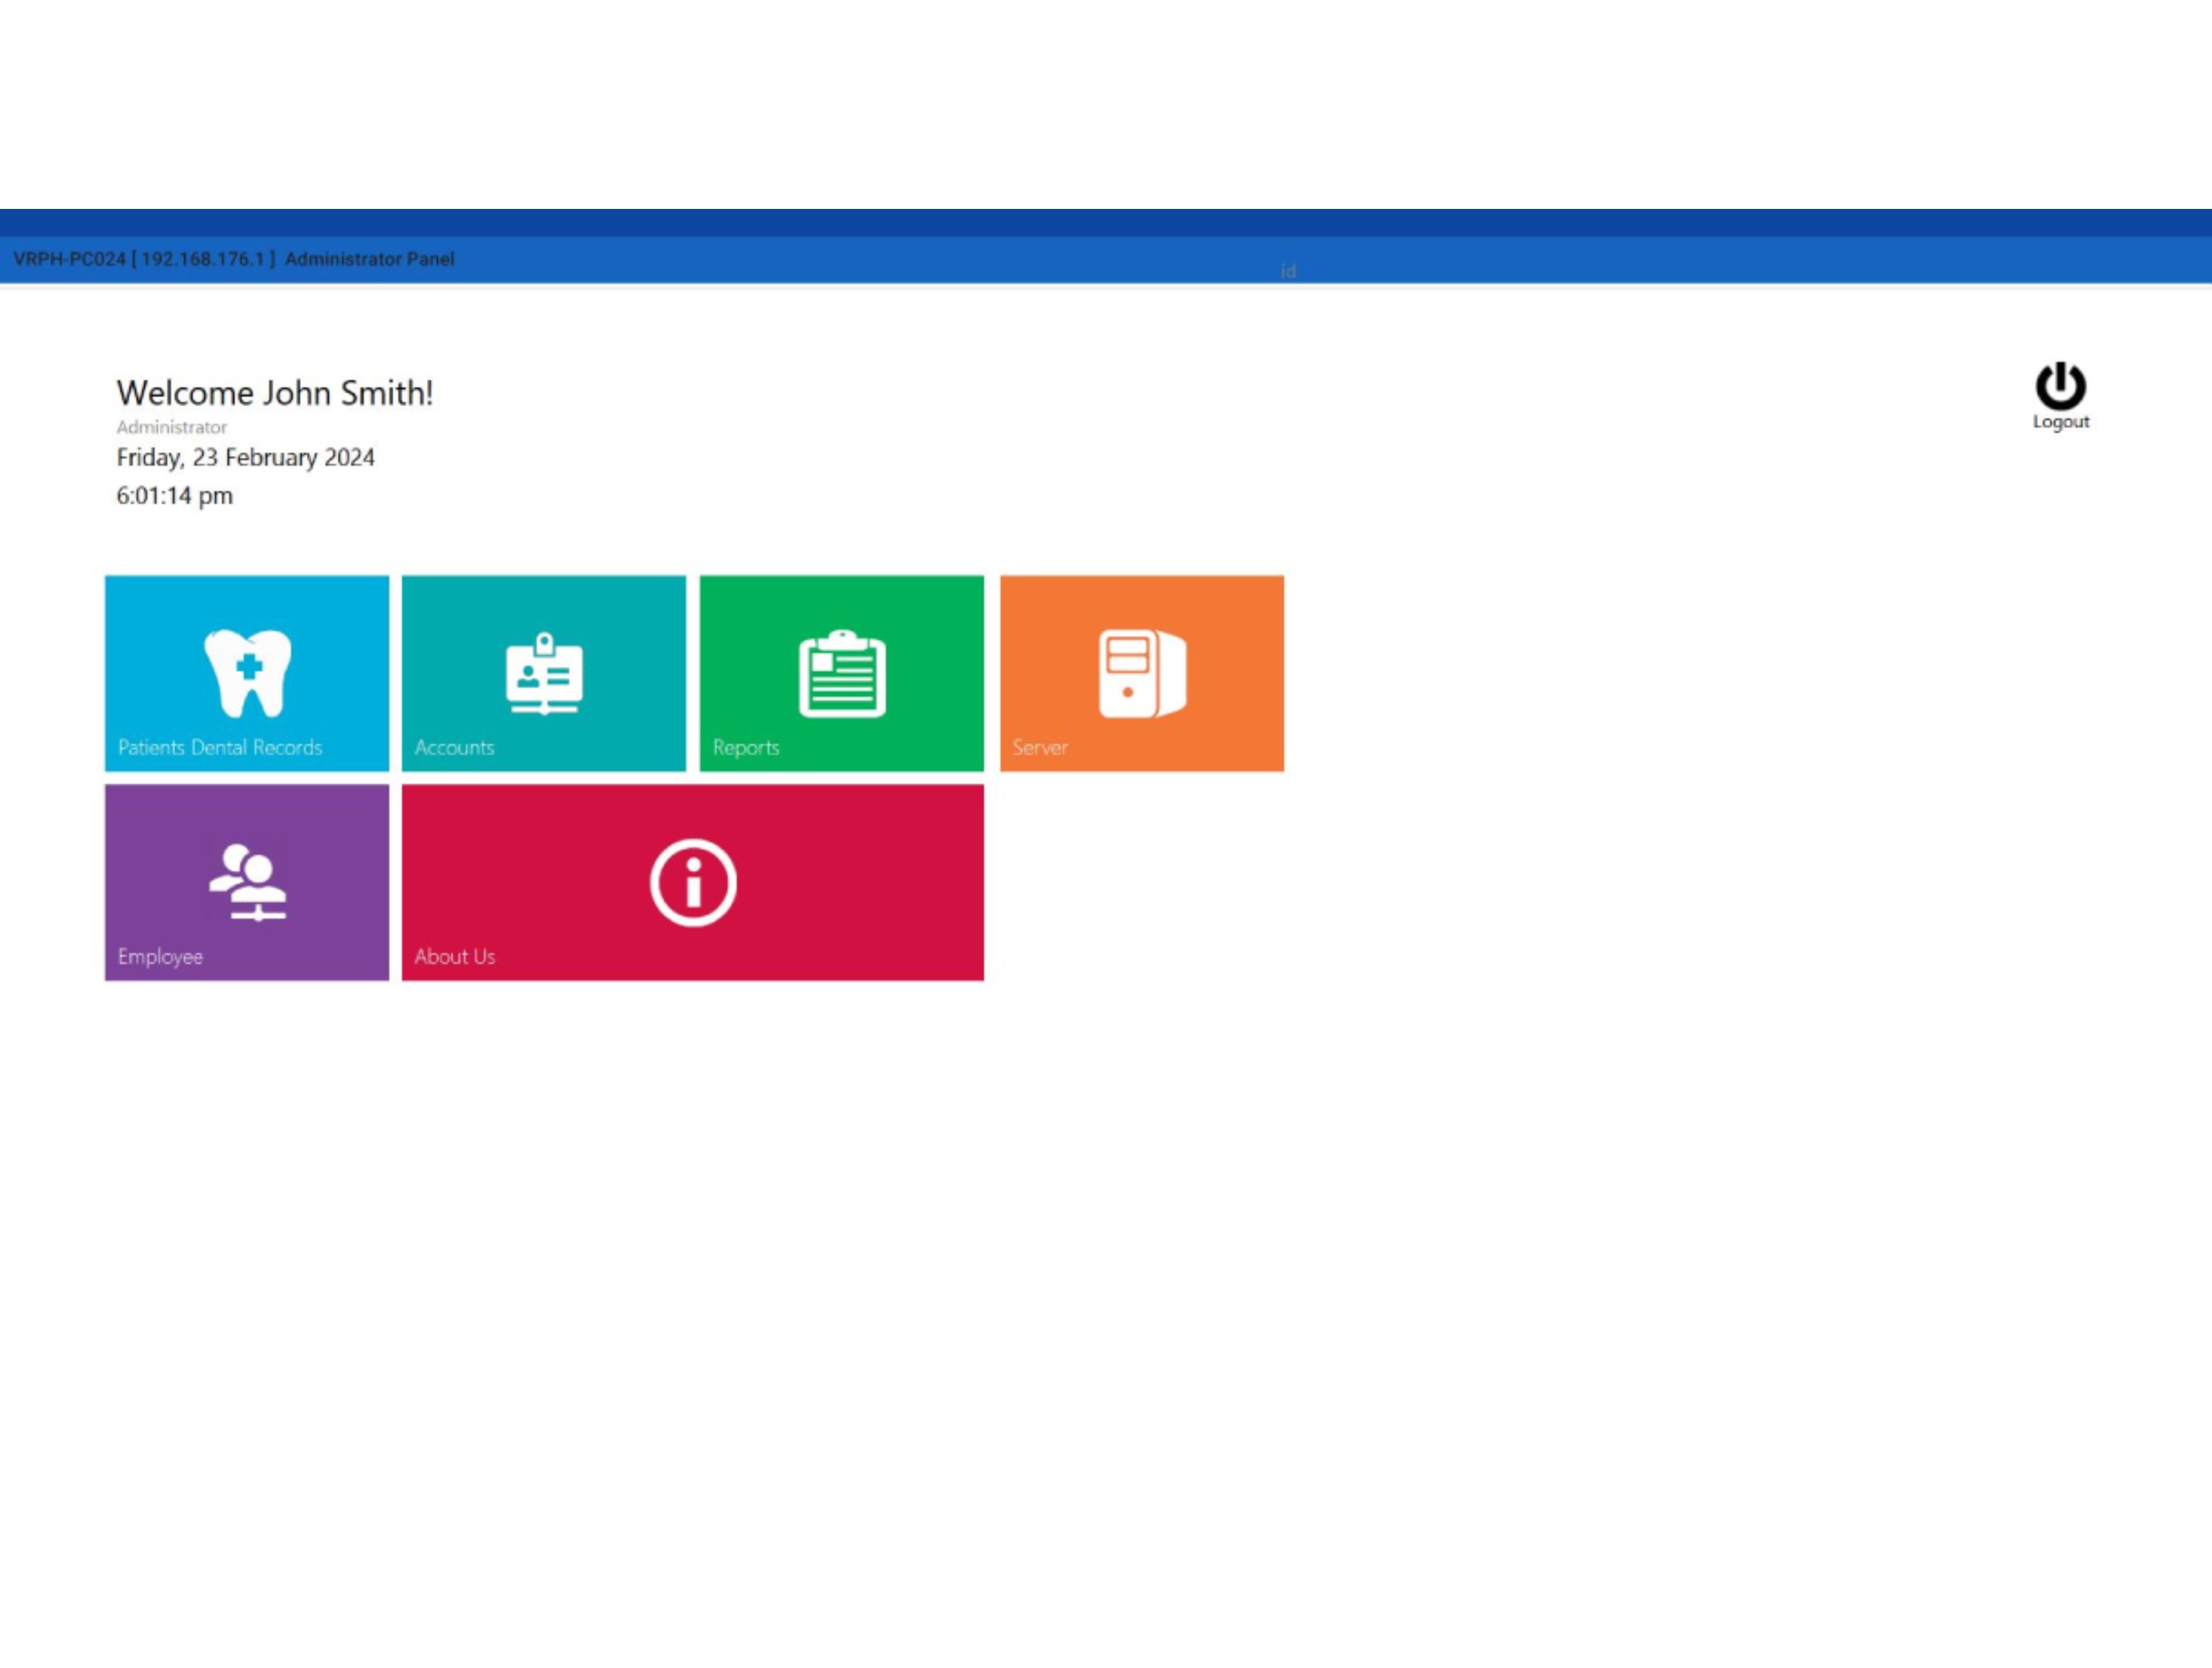 VRPH-PC024 [ 192.168.176.1 ]  Administrator Panel
id
Welcome John Smith!
Logout
Administrator
Friday, 23 February 2024
6:01:14 pm
Patients Dental Records
Accounts
Reports
Server
Employee
About Us